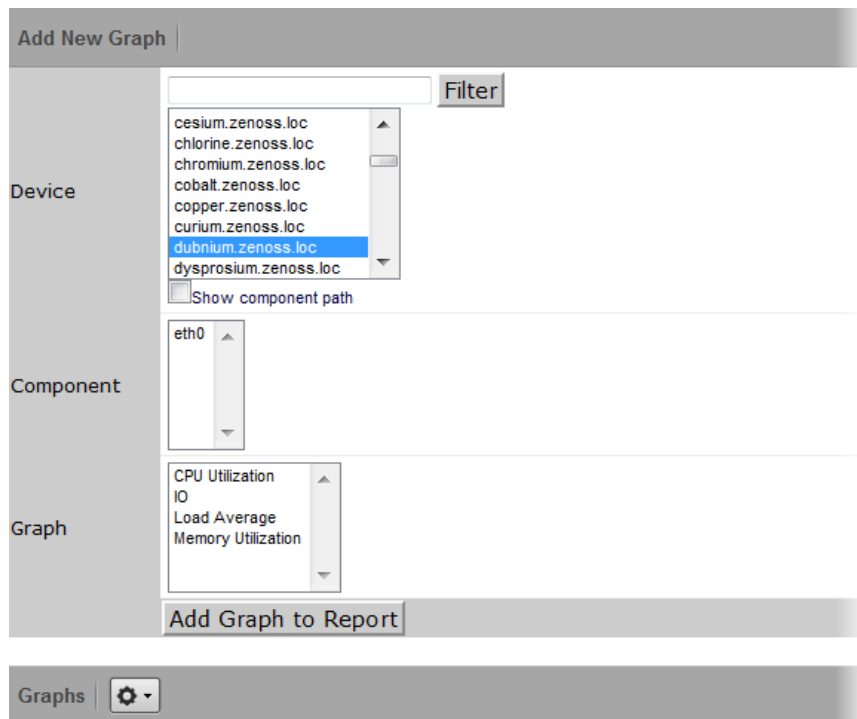 Add New Graph
Filter
Device
cesium.zenoss.loc
chlorine.zenoss.loc
chromium.zenoss.loc
cobalt.zenoss.loc
copper.zenoss.loc
curium.zenoss.loc
dubnium.zenoss.loc
dysprosium.zenoss.loc
Show component path
Component
eth0
Graph
CPU Utilization
IO
Load Average
Memory Utilization
Add Graph to Report
Graphs